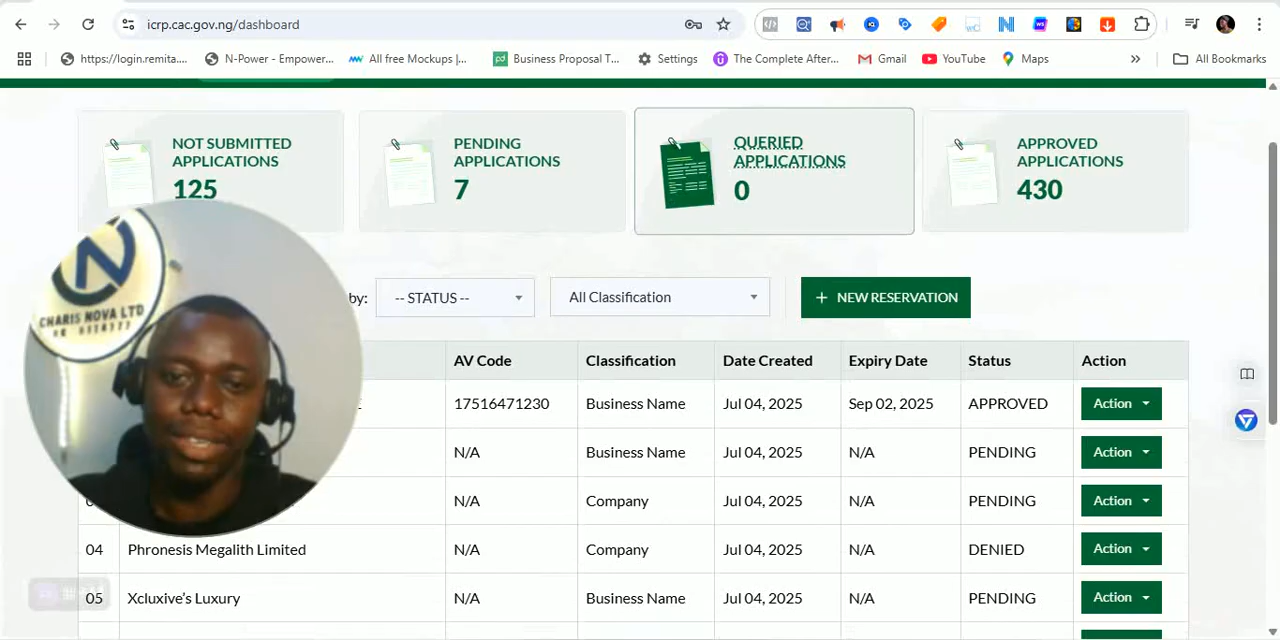 icrp.cac.gov.ng/dashboard
https://login.remita....
N-Power - Empower...
All free Mockups |...
Business Proposal T...
Settings
The Complete After...
Gmail
YouTube
Maps
All Bookmarks
NOT SUBMITTED
APPLICATIONS
125
PENDING
APPLICATIONS
7
QUERIED
APPLICATIONS
0
APPROVED
APPLICATIONS
430
by:
-- STATUS --
All Classification
+ NEW RESERVATION
CHARIS NOVA LTD
AV Code Classification Date Created Expiry Date Status Action
17516471230 Business Name Jul 04, 2025 Sep 02, 2025 APPROVED Action
N/A Business Name Jul 04, 2025 N/A PENDING Action
N/A Company Jul 04, 2025 N/A PENDING Action
04 Phronesis Megalith Limited N/A Company Jul 04, 2025 N/A DENIED Action
05 Xcluxive’s Luxury N/A Business Name Jul 04, 2025 N/A PENDING Action